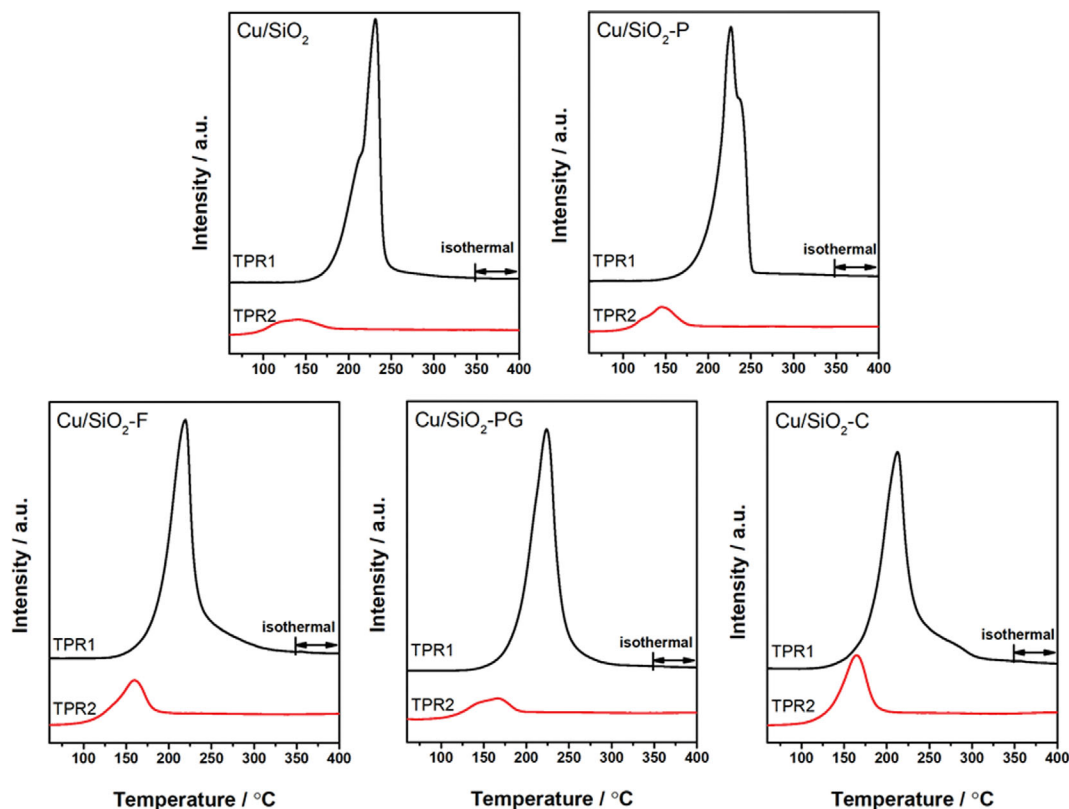 Cu/SiO₂
Intensity / a.u.
TPR1
isothermal
TPR2
100 150 200 250 300 350 400
Cu/SiO₂-P
Intensity / a.u.
TPR1
isothermal
TPR2
100 150 200 250 300 350 400
Cu/SiO₂-F
Intensity / a.u.
TPR1
isothermal
TPR2
100 150 200 250 300 350 400
Temperature / °C
Cu/SiO₂-PG
Intensity / a.u.
TPR1
isothermal
TPR2
100 150 200 250 300 350 400
Temperature / °C
Cu/SiO₂-C
Intensity / a.u.
TPR1
isothermal
TPR2
100 150 200 250 300 350 400
Temperature / °C